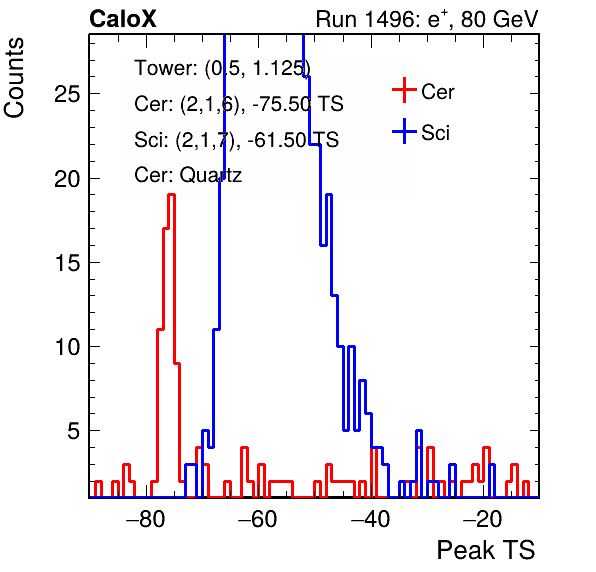 CaloX Run 1496: e+, 80 GeV
Counts
Tower: (0.5, 1.125)
Cer: (2,1,6), -75.50 TS
Sci: (2,1,7), -61.50 TS
Cer: Quartz
Cer
Sci
25
20
15
10
5
−80 −60 −40 −20
Peak TS